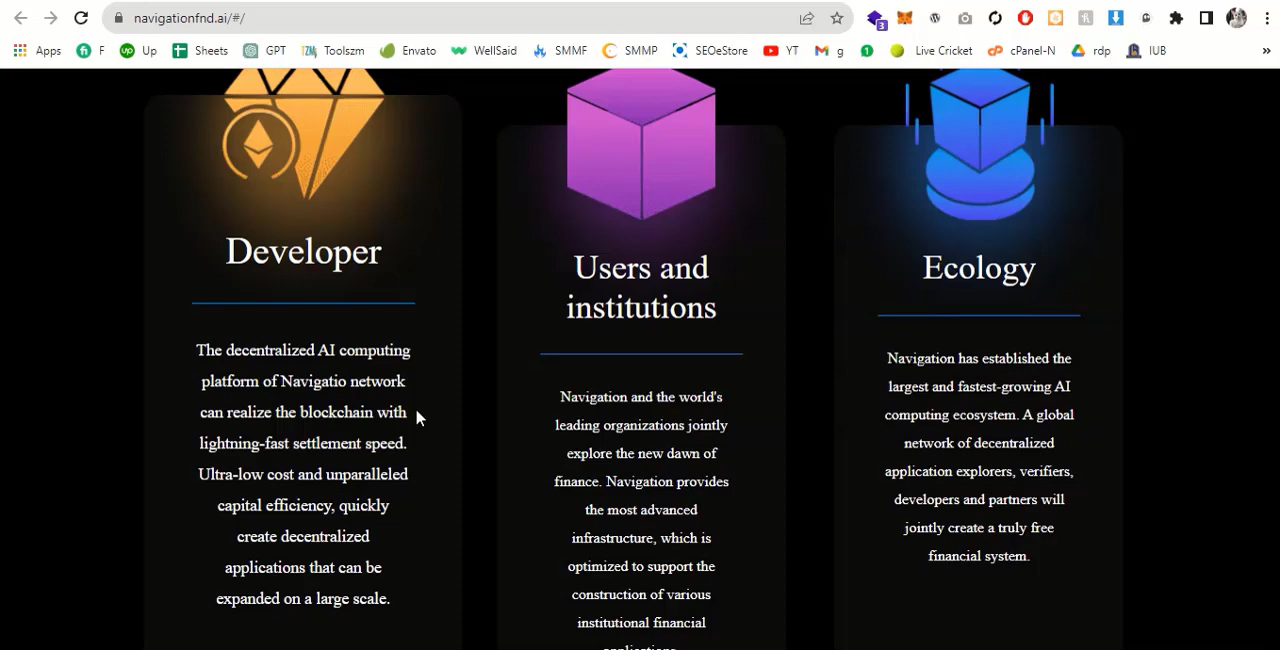 navigationfnd.ai/#/
3
Apps F Up Sheets GPT Toolszm Envato WellSaid SMMF SMMP SEOeStore YT g 1 Live Cricket cPanel-N rdp IUB »
Developer
The decentralized AI computing
platform of Navigatio network
can realize the blockchain with
lightning-fast settlement speed.
Ultra-low cost and unparalleled
capital efficiency, quickly
create decentralized
applications that can be
expanded on a large scale.
Users and
institutions
Navigation and the world's
leading organizations jointly
explore the new dawn of
finance. Navigation provides
the most advanced
infrastructure, which is
optimized to support the
construction of various
institutional financial
applications.
Ecology
Navigation has established the
largest and fastest-growing AI
computing ecosystem. A global
network of decentralized
application explorers, verifiers,
developers and partners will
jointly create a truly free
financial system.